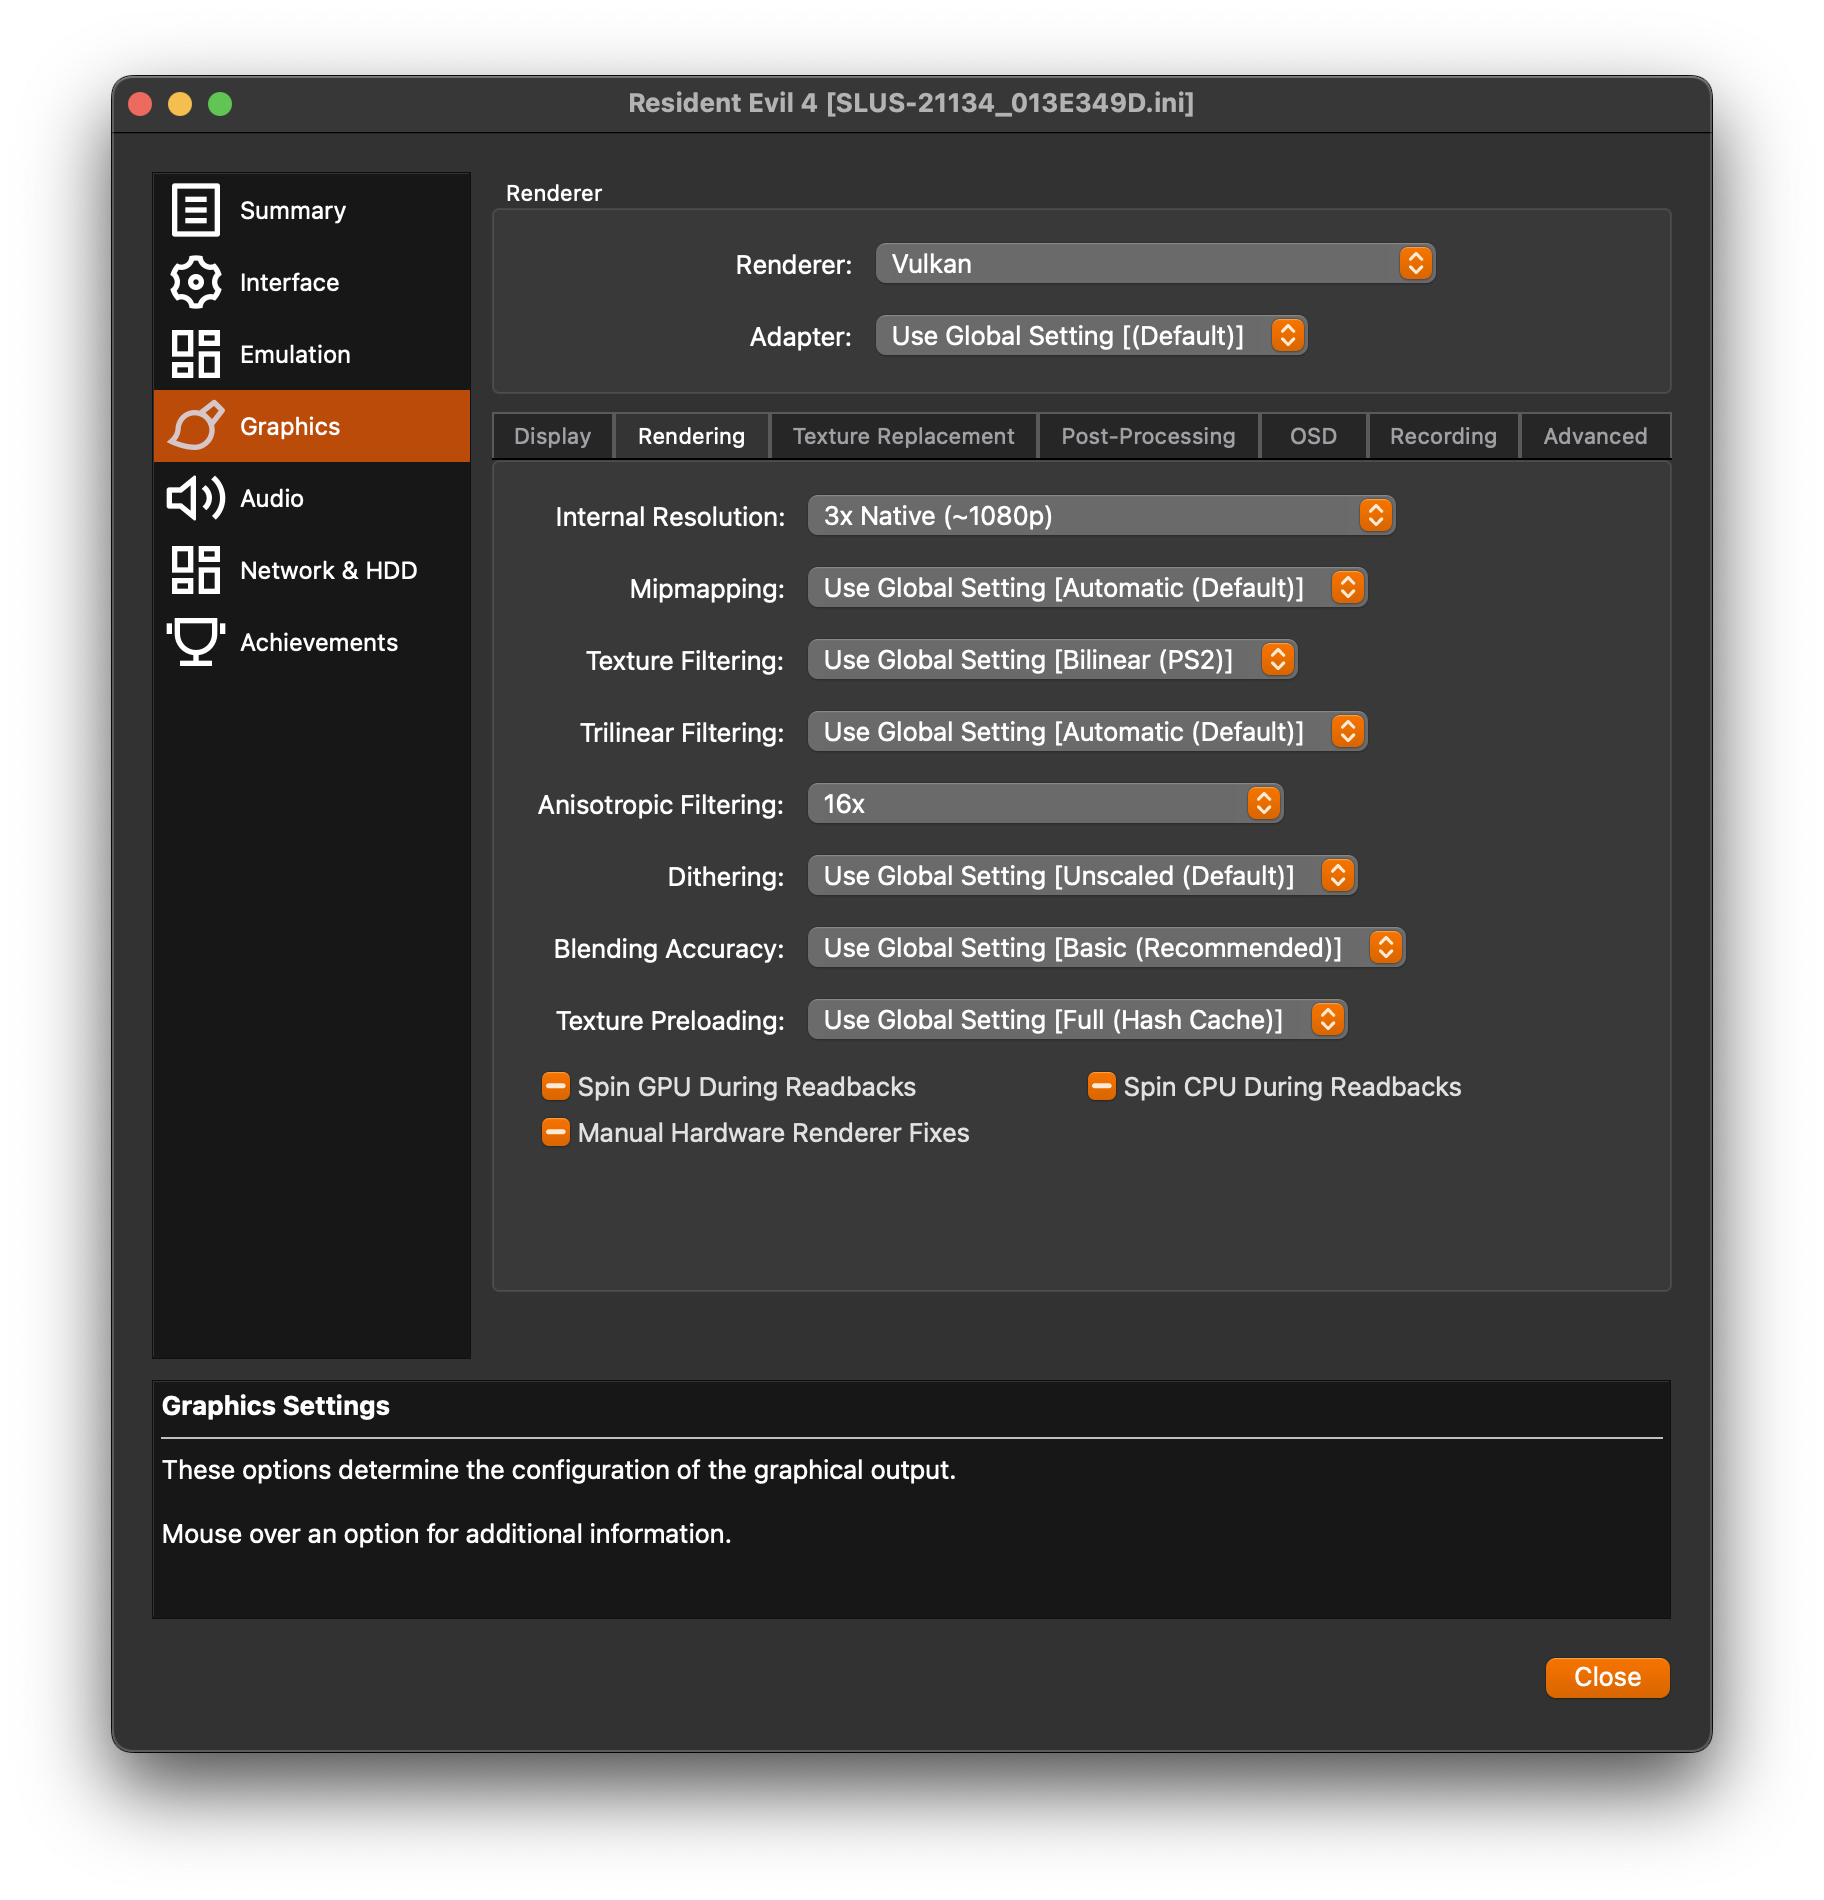 Resident Evil 4 [SLUS-21134_013E349D.ini]
Summary
Interface
Emulation
Graphics
Audio
Network & HDD
Achievements
Renderer
Renderer: Vulkan
Adapter: Use Global Setting [(Default)]
Display Rendering Texture Replacement Post-Processing OSD Recording Advanced
Internal Resolution: 3x Native (~1080p)
Mipmapping: Use Global Setting [Automatic (Default)]
Texture Filtering: Use Global Setting [Bilinear (PS2)]
Trilinear Filtering: Use Global Setting [Automatic (Default)]
Anisotropic Filtering: 16x
Dithering: Use Global Setting [Unscaled (Default)]
Blending Accuracy: Use Global Setting [Basic (Recommended)]
Texture Preloading: Use Global Setting [Full (Hash Cache)]
Spin GPU During Readbacks Spin CPU During Readbacks
Manual Hardware Renderer Fixes
Graphics Settings
These options determine the configuration of the graphical output.
Mouse over an option for additional information.
Close